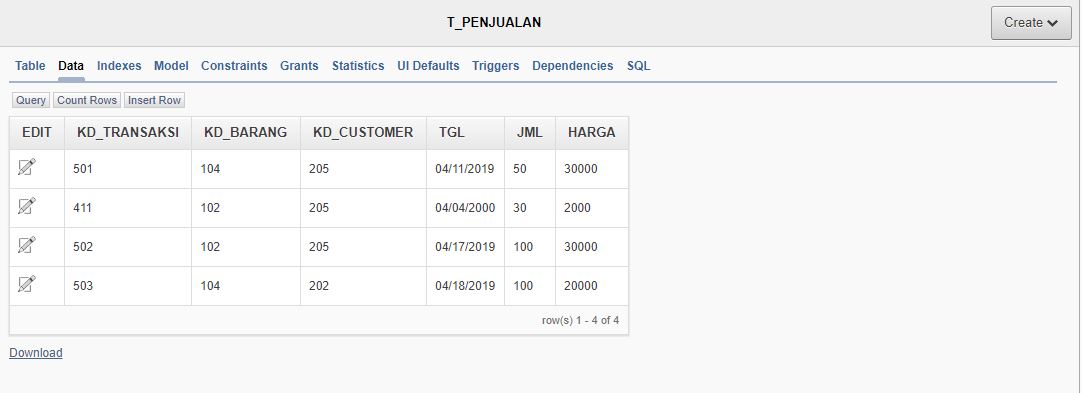 T_PENJUALAN
Create
Table Data Indexes Model Constraints Grants Statistics UI Defaults Triggers Dependencies SQL
Query Count Rows Insert Row
EDIT KD_TRANSAKSI KD_BARANG KD_CUSTOMER TGL JML HARGA
501 104 205 04/11/2019 50 30000
411 102 205 04/04/2000 30 2000
502 102 205 04/17/2019 100 30000
503 104 202 04/18/2019 100 20000
row(s) 1 - 4 of 4
Download